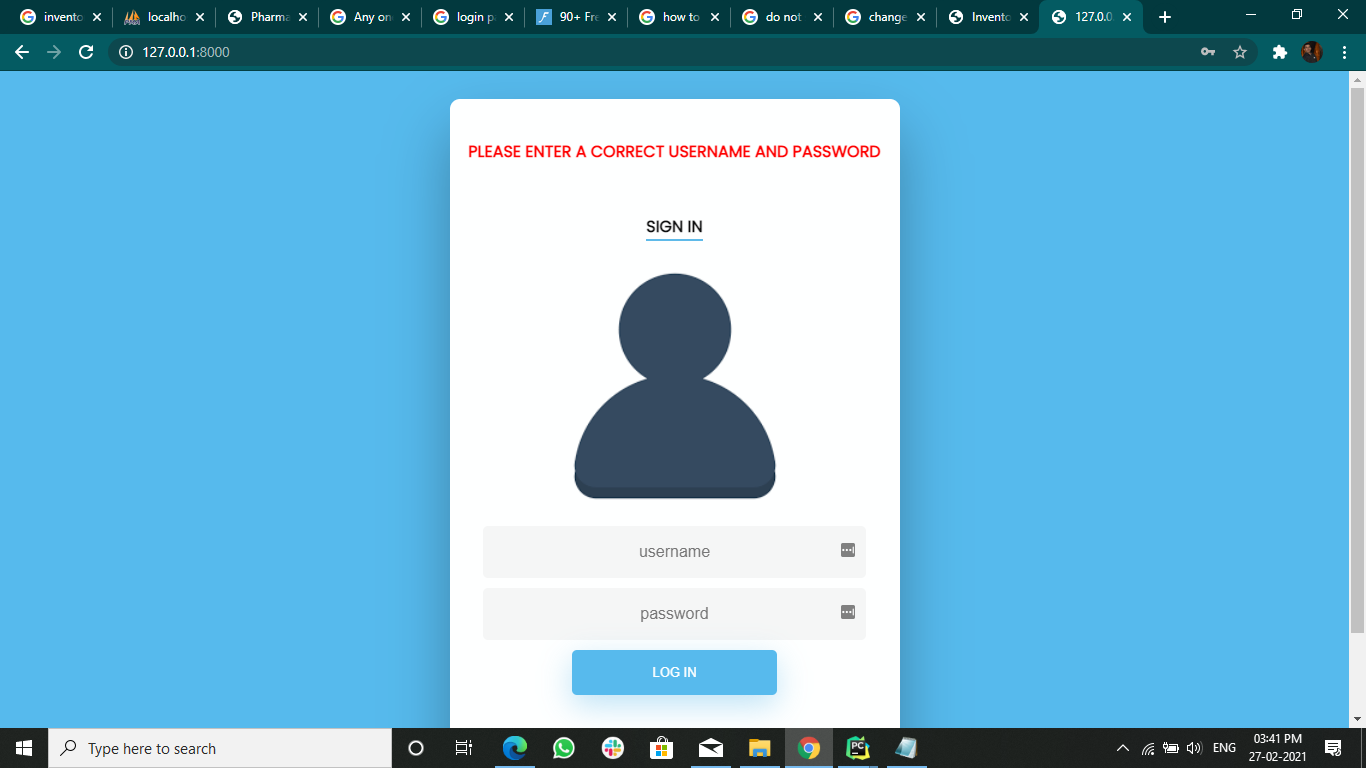 invento
localho
Pharma
Any on
login p
90+ Fre
how to
do not
change
Invento
127.0.0
127.0.0.1:8000
PLEASE ENTER A CORRECT USERNAME AND PASSWORD
SIGN IN
username
password
LOG IN
Type here to search
PC
ENG
03:41 PM
27-02-2021